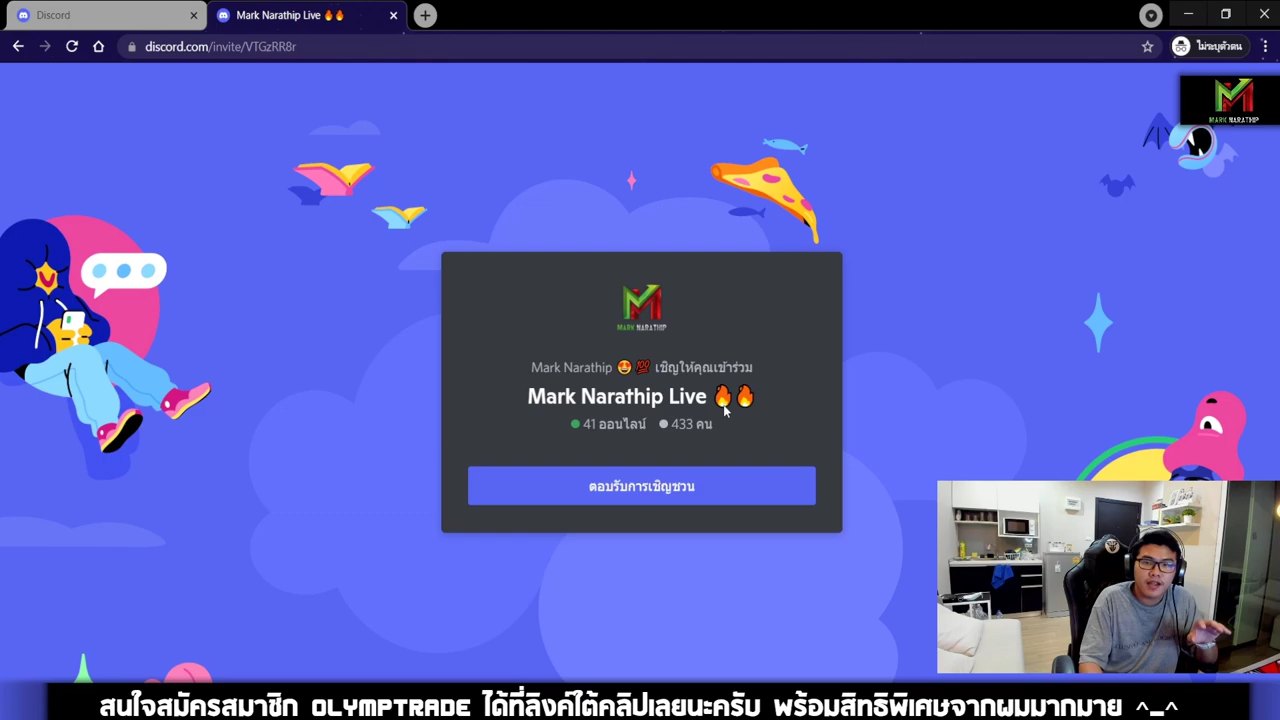 Discord
Mark Narathip Live 🔥🔥
discord.com/invite/VTGzRR8r
ไม่ระบุตัวตน
MARK NARATHIP
MARK NARATHIP
Mark Narathip 😍 💯 เชิญให้คุณเข้าร่วม
Mark Narathip Live 🔥🔥
41 ออนไลน์ 433 คน
ตอบรับการเชิญชวน
สนใจสมัครสมาชิก OLYMPTRADE ได้ที่ลิงค์ใต้คลิปเลยนะครับ พร้อมสิทธิพิเศษจากผมมากมาย ^_^